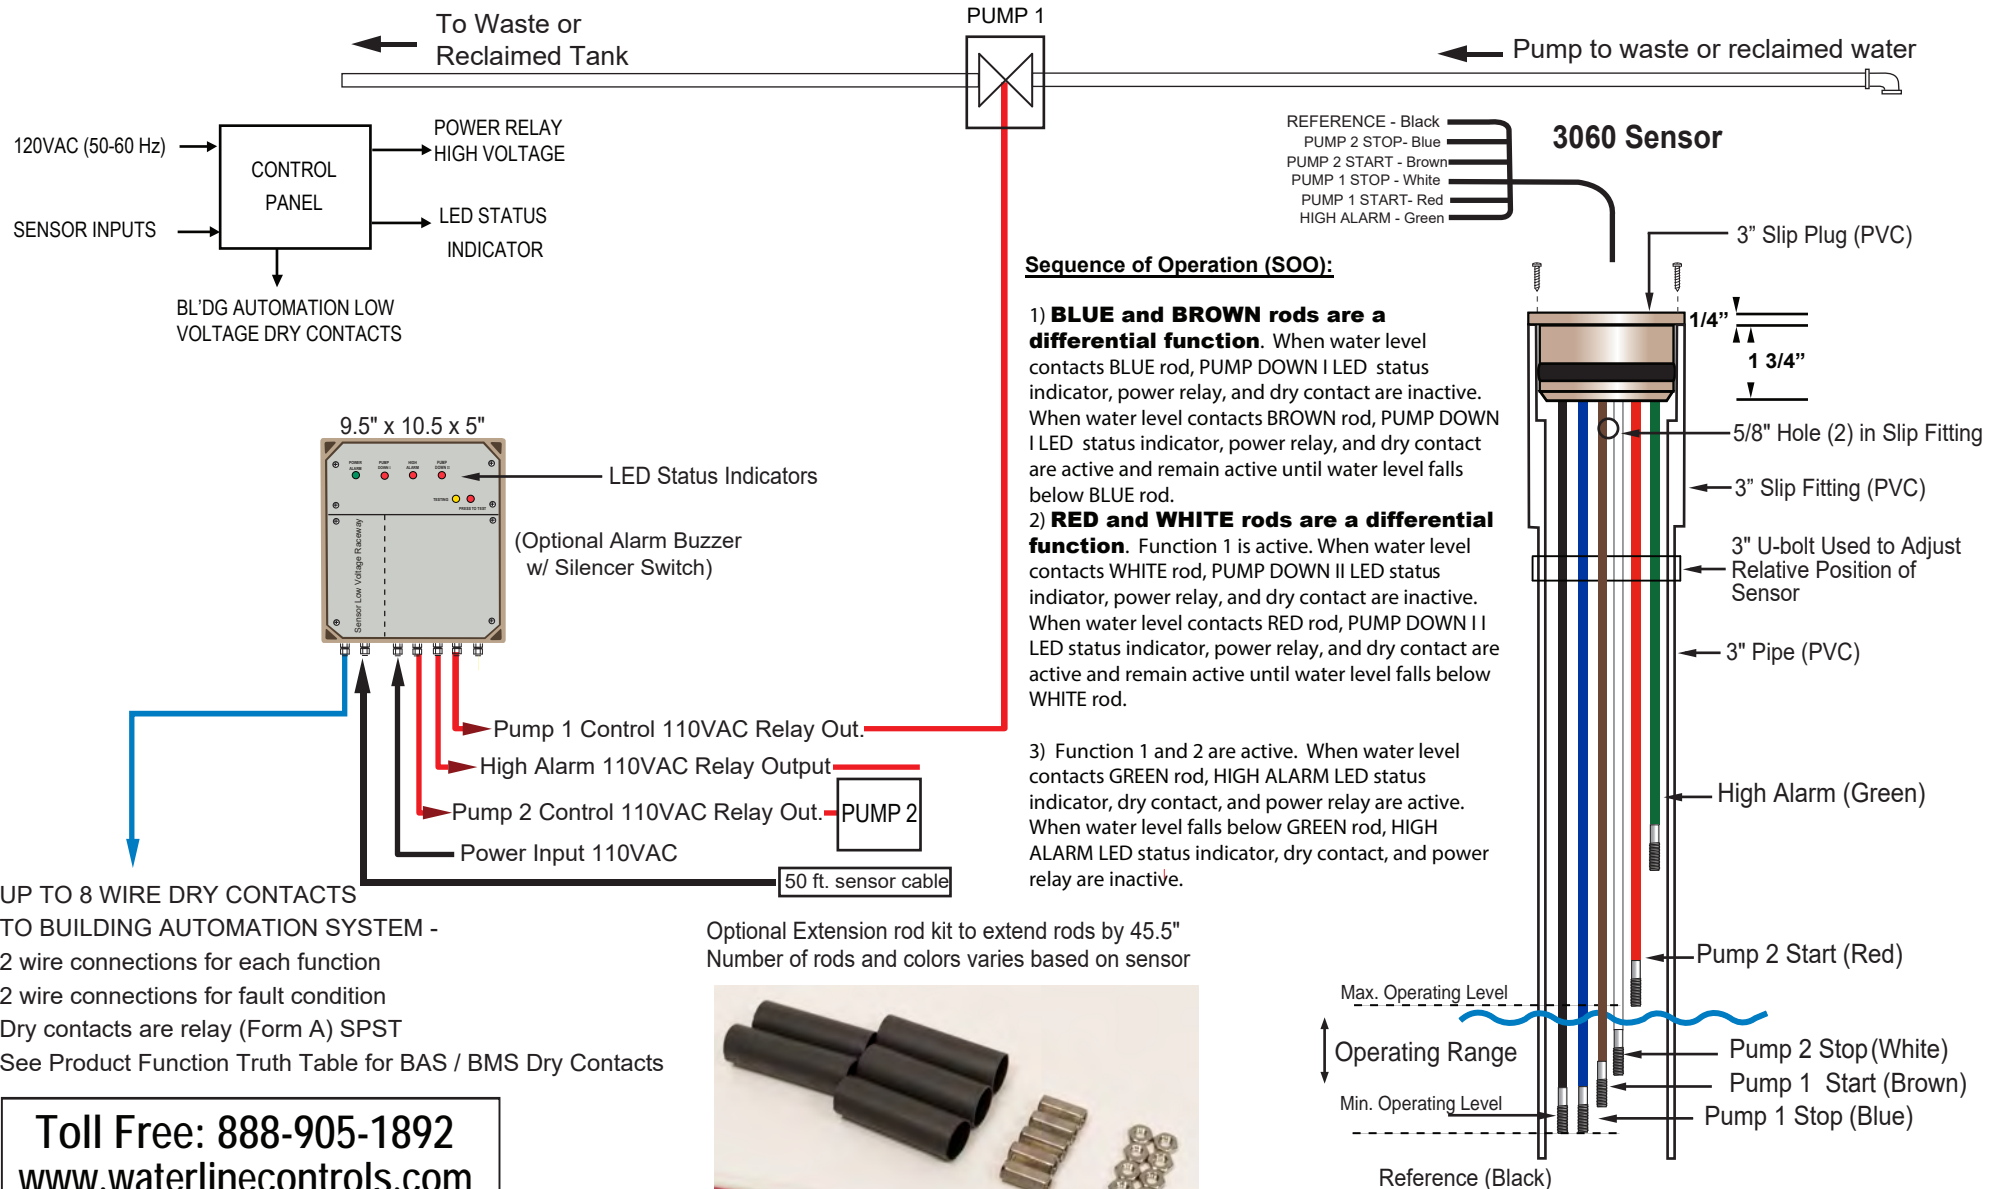 To Waste or
Reclaimed Tank
PUMP 1
Pump to waste or reclaimed water
120VAC (50-60 Hz)
SENSOR INPUTS
CONTROL
PANEL
POWER RELAY
HIGH VOLTAGE
LED STATUS
INDICATOR
BL'DG AUTOMATION LOW
VOLTAGE DRY CONTACTS
REFERENCE - Black
PUMP 2 STOP- Blue
PUMP 2 START - Brown
PUMP 1 STOP - White
PUMP 1 START- Red
HIGH ALARM - Green
3060 Sensor
3” Slip Plug (PVC)
1/4”
1 3/4”
5/8" Hole (2) in Slip Fitting
3” Slip Fitting (PVC)
3" U-bolt Used to Adjust
Relative Position of
Sensor
3" Pipe (PVC)
High Alarm (Green)
Pump 2 Start (Red)
Max. Operating Level
Operating Range
Min. Operating Level
Pump 2 Stop (White)
Pump 1 Start (Brown)
Pump 1 Stop (Blue)
Reference (Black)
Sequence of Operation (SOO):
1) BLUE and BROWN rods are a
differential function. When water level
contacts BLUE rod, PUMP DOWN I LED status
indicator, power relay, and dry contact are inactive.
When water level contacts BROWN rod, PUMP DOWN
I LED status indicator, power relay, and dry contact
are active and remain active until water level falls
below BLUE rod.
2) RED and WHITE rods are a differential
function. Function 1 is active. When water level
contacts WHITE rod, PUMP DOWN II LED status
indicator, power relay, and dry contact are inactive.
When water level contacts RED rod, PUMP DOWN I I
LED status indicator, power relay, and dry contact are
active and remain active until water level falls below
WHITE rod.
3) Function 1 and 2 are active. When water level
contacts GREEN rod, HIGH ALARM LED status
indicator, dry contact, and power relay are active.
When water level falls below GREEN rod, HIGH
ALARM LED status indicator, dry contact, and power
relay are inactive.
9.5" x 10.5 x 5"
POWER
ALARM
PUMP
DOWN I
HIGH
ALARM
PUMP
DOWN II
TESTING
PRESS TO TEST
Sensor Low Voltage Raceway
LED Status Indicators
(Optional Alarm Buzzer
w/ Silencer Switch)
Pump 1 Control 110VAC Relay Out.
High Alarm 110VAC Relay Output
Pump 2 Control 110VAC Relay Out.
PUMP 2
Power Input 110VAC
50 ft. sensor cable
UP TO 8 WIRE DRY CONTACTS
TO BUILDING AUTOMATION SYSTEM -
2 wire connections for each function
2 wire connections for fault condition
Dry contacts are relay (Form A) SPST
See Product Function Truth Table for BAS / BMS Dry Contacts
Optional Extension rod kit to extend rods by 45.5"
Number of rods and colors varies based on sensor
Toll Free: 888-905-1892
www.waterlinecontrols.com